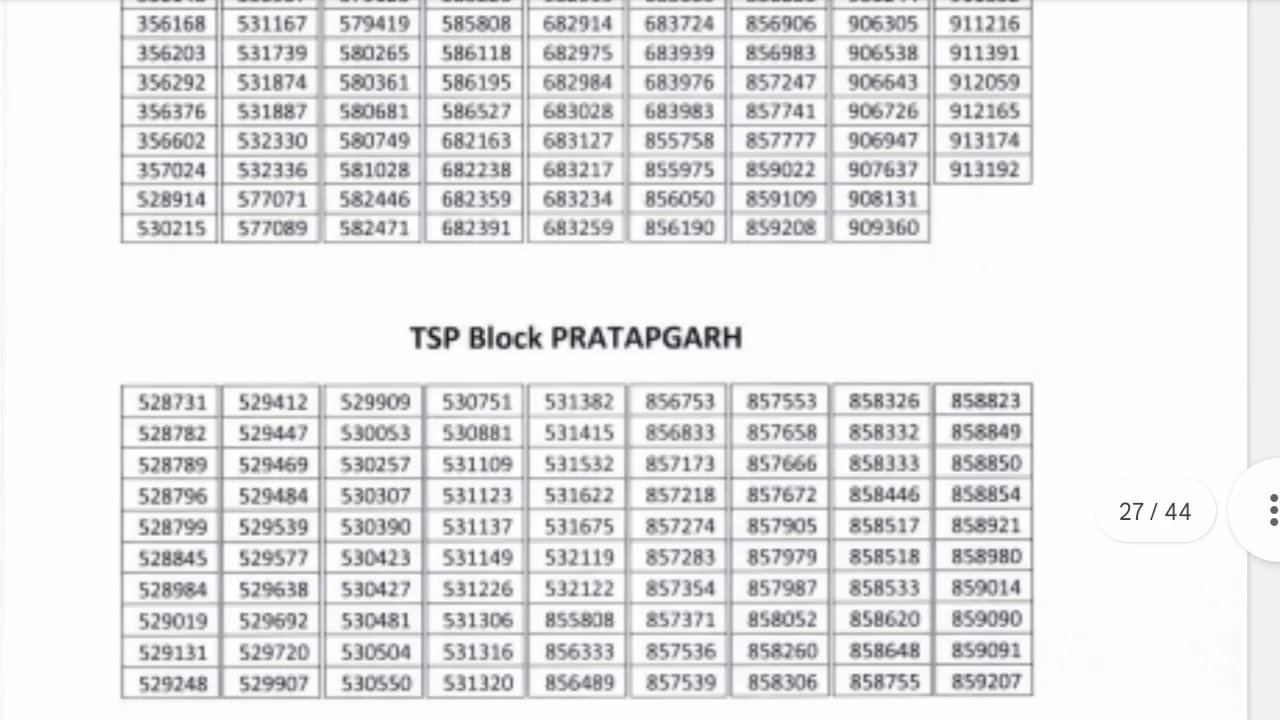 356168 531167 579419 585808 682914 683724 856906 906305 911216
356203 531739 580265 586118 682975 683939 856983 906538 911391
356292 531874 580361 586195 682984 683976 857247 906643 912059
356376 531887 580681 586527 683028 683983 857741 906726 912165
356602 532330 580749 682163 683127 855758 857777 906947 913174
357024 532336 581028 682238 683217 855975 859022 907637 913192
528914 577071 582446 682359 683234 856050 859109 908131
530215 577089 582471 682391 683259 856190 859208 909360
TSP Block PRATAPGARH
528731 529412 529909 530751 531382 856753 857553 858326 858823
528782 529447 530053 530881 531415 856833 857658 858332 858849
528789 529469 530257 531109 531532 857173 857666 858333 858850
528796 529484 530307 531123 531622 857218 857672 858446 858854
528799 529539 530390 531137 531675 857274 857905 858517 858921
528845 529577 530423 531149 532119 857283 857979 858518 858980
528984 529638 530427 531226 532122 857354 857987 858533 859014
529019 529692 530481 531306 855808 857371 858052 858620 859090
529131 529720 530504 531316 856333 857536 858260 858648 859091
529248 529907 530550 531320 856489 857539 858306 858755 859207
27 / 44